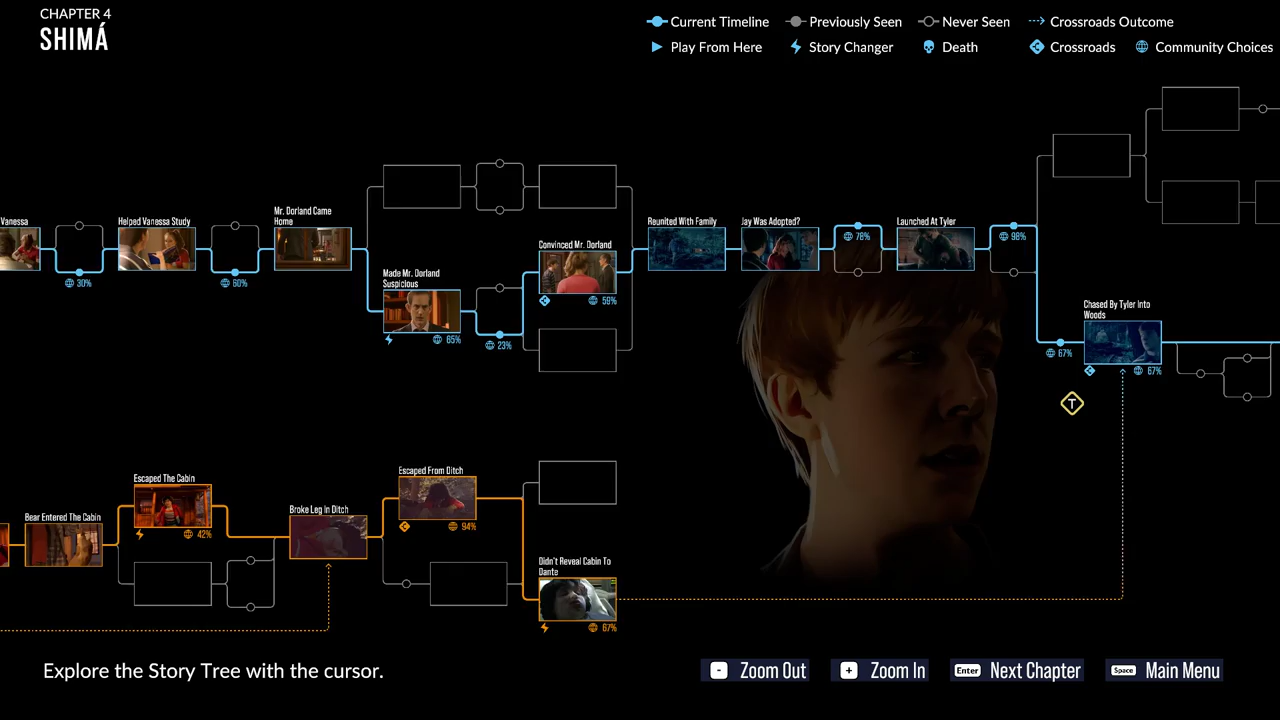 CHAPTER 4
SHIMÁ
Current Timeline
Previously Seen
Never Seen
Crossroads Outcome
Play From Here
Story Changer
Death
Crossroads
Community Choices
Vanessa
30%
Helped Vanessa Study
60%
Mr. Dorland Came
Home
Made Mr. Dorland
Suspicious
65%
23%
Convinced Mr. Dorland
59%
Reunited With Family
Jay Was Adopted?
76%
Launched At Tyler
98%
67%
Chased By Tyler Into
Woods
67%
T
Bear Entered The Cabin
Escaped The Cabin
42%
Broke Leg In Ditch
Escaped From Ditch
94%
Didn't Reveal Cabin To
Dante
67%
Explore the Story Tree with the cursor.
- Zoom Out
+ Zoom In
Enter Next Chapter
Space Main Menu